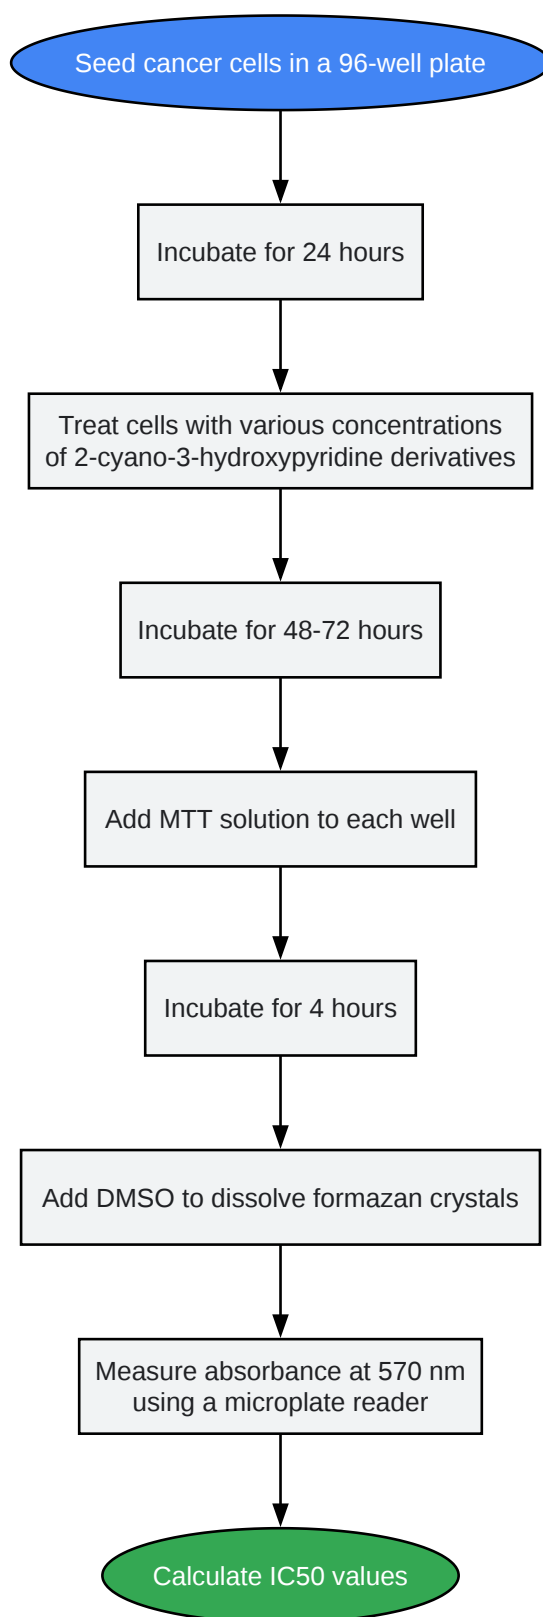 Seed cancer cells in a 96-well plate
Incubate for 24 hours
Treat cells with various concentrations
of 2-cyano-3-hydroxypyridine derivatives
Incubate for 48-72 hours
Add MTT solution to each well
Incubate for 4 hours
Add DMSO to dissolve formazan crystals
Measure absorbance at 570 nm
using a microplate reader
Calculate IC50 values